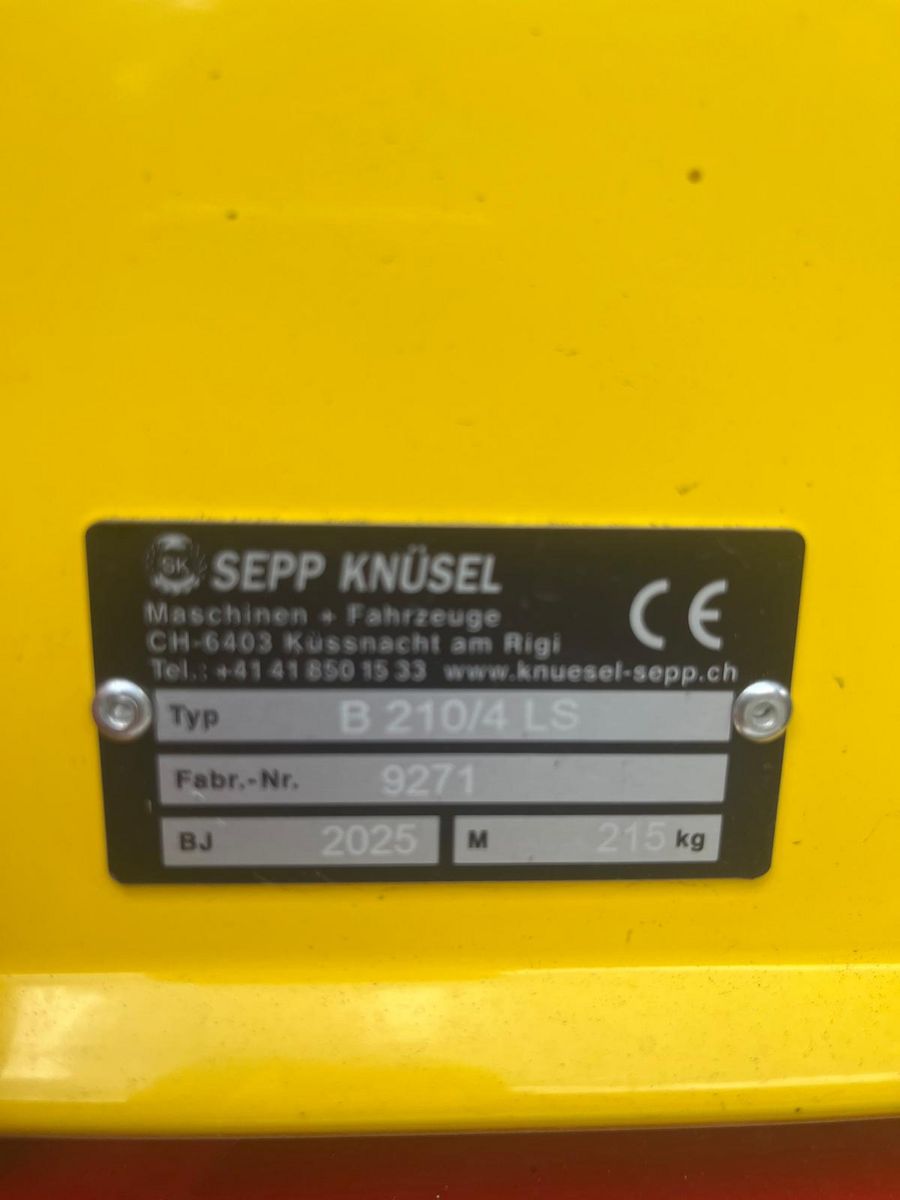 SK SEPP KNÜSEL
Maschinen + Fahrzeuge
CH-6403 Küssnacht am Rigi
Tel.: +41 41 850 15 33 www.knuesel-sepp.ch
CE
Typ B 210/4 LS
Fabr.-Nr. 9271
BJ 2025 M 215 kg